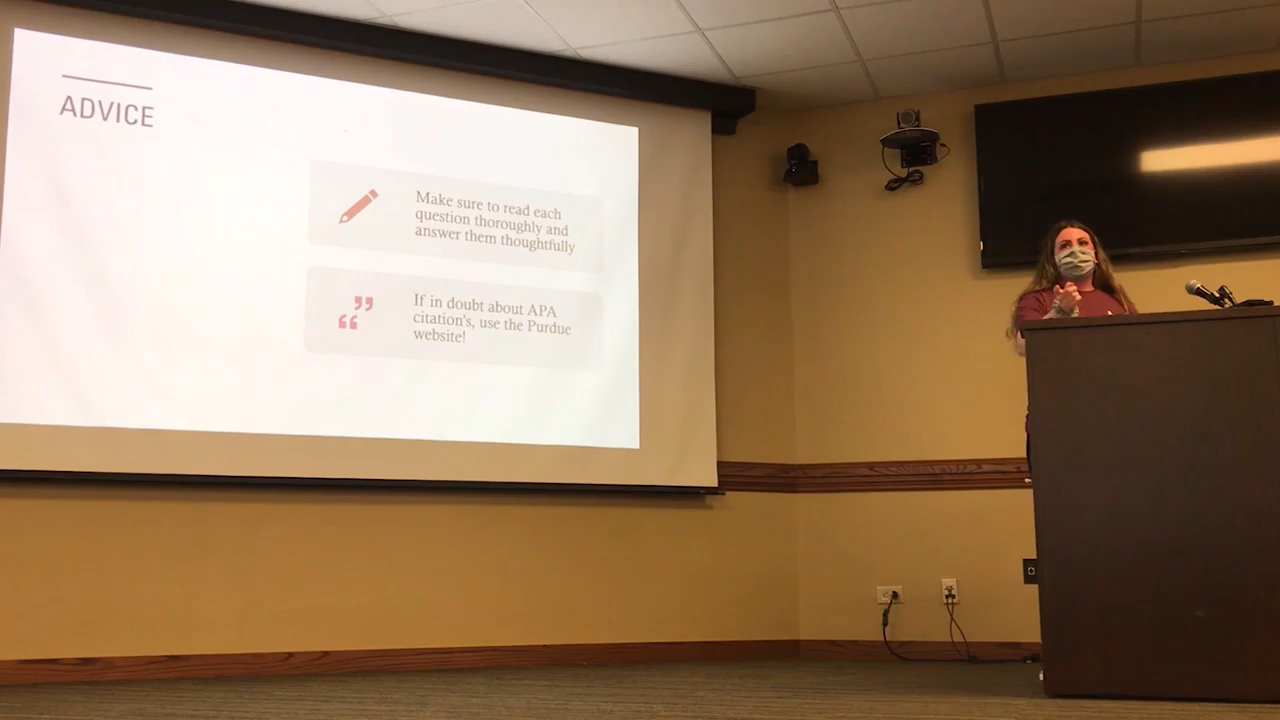 ADVICE
Make sure to read each
question thoroughly and
answer them thoughtfully
If in doubt about APA
citation's, use the Purdue
website!